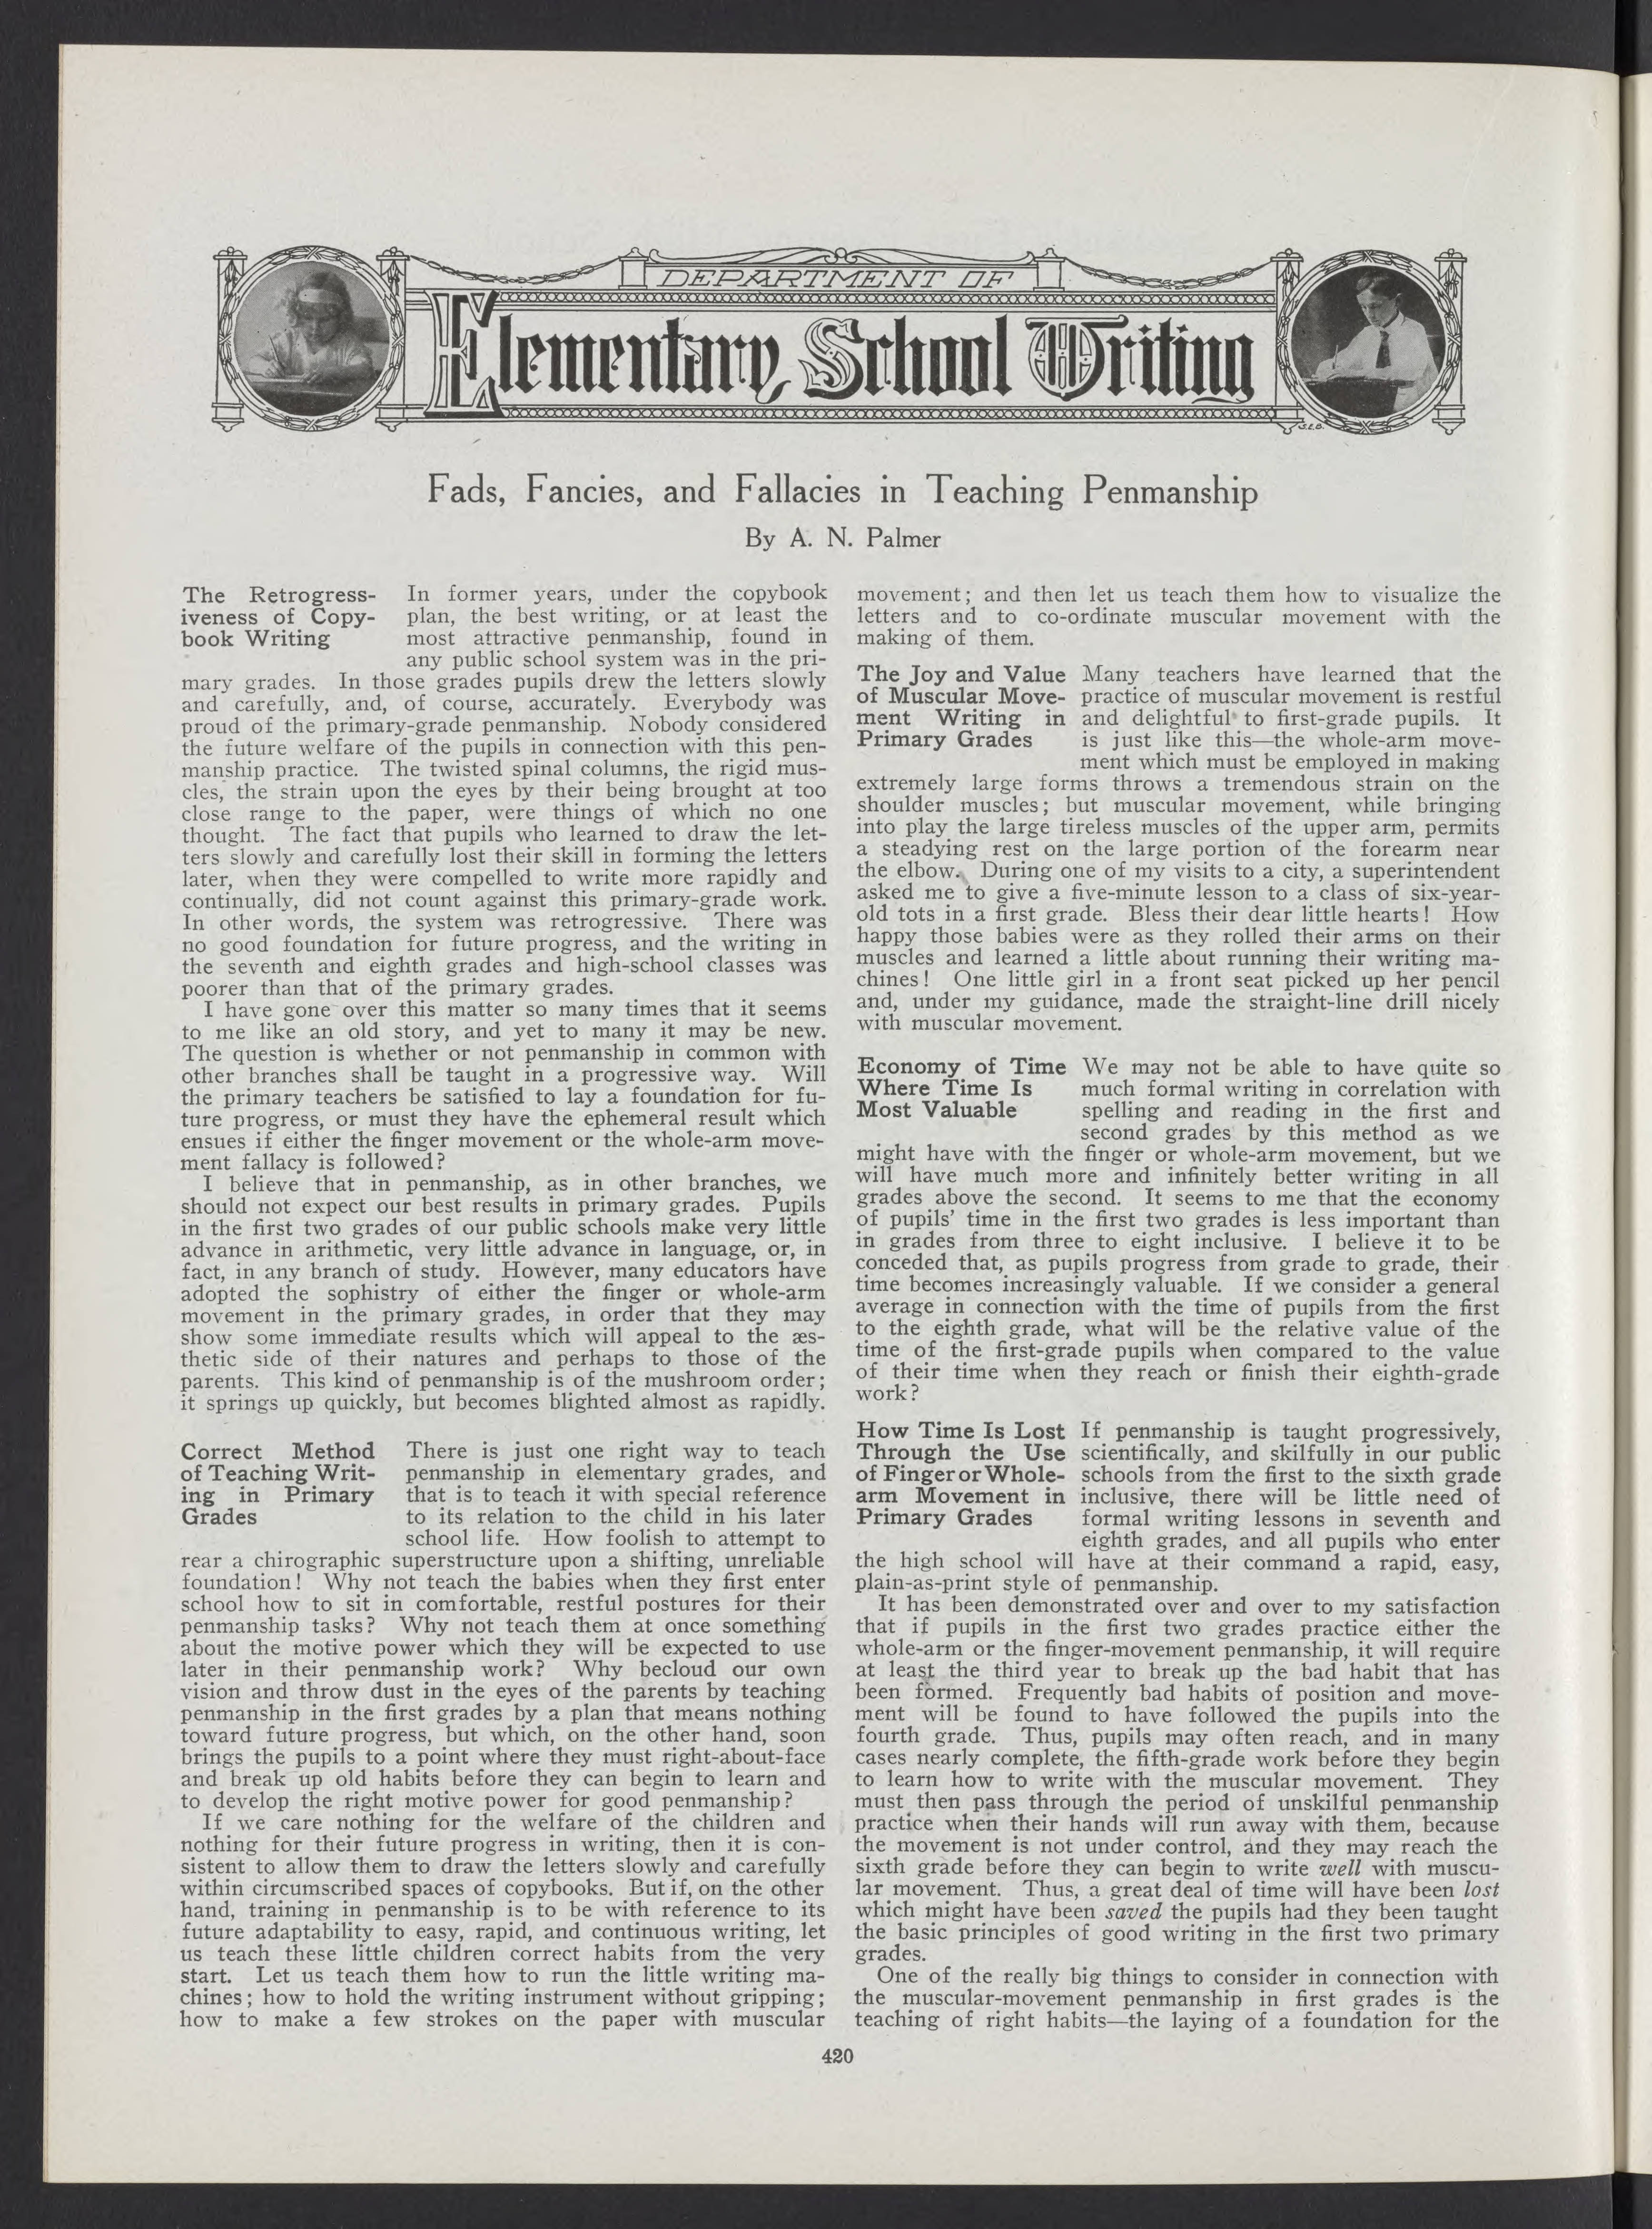 DEPARTMENT OF
Elementary School Writing
S.E.B.
Fads, Fancies, and Fallacies in Teaching Penmanship
By A. N. Palmer
The Retrogress-
iveness of Copy-
book Writing
In former years, under the copybook
plan, the best writing, or at least the
most attractive penmanship, found in
any public school system was in the pri-
mary grades. In those grades pupils drew the letters slowly
and carefully, and, of course, accurately. Everybody was
proud of the primary-grade penmanship. Nobody considered
the future welfare of the pupils in connection with this pen-
manship practice. The twisted spinal columns, the rigid mus-
cles, the strain upon the eyes by their being brought at too
close range to the paper, were things of which no one
thought. The fact that pupils who learned to draw the let-
ters slowly and carefully lost their skill in forming the letters
later, when they were compelled to write more rapidly and
continually, did not count against this primary-grade work.
In other words, the system was retrogressive. There was
no good foundation for future progress, and the writing in
the seventh and eighth grades and high-school classes was
poorer than that of the primary grades.
I have gone over this matter so many times that it seems
to me like an old story, and yet to many it may be new.
The question is whether or not penmanship in common with
other branches shall be taught in a progressive way. Will
the primary teachers be satisfied to lay a foundation for fu-
ture progress, or must they have the ephemeral result which
ensues if either the finger movement or the whole-arm move-
ment fallacy is followed?
I believe that in penmanship, as in other branches, we
should not expect our best results in primary grades. Pupils
in the first two grades of our public schools make very little
advance in arithmetic, very little advance in language, or, in
fact, in any branch of study. However, many educators have
adopted the sophistry of either the finger or whole-arm
movement in the primary grades, in order that they may
show some immediate results which will appeal to the æs-
thetic side of their natures and perhaps to those of the
parents. This kind of penmanship is of the mushroom order;
it springs up quickly, but becomes blighted almost as rapidly.
Correct Method
of Teaching Writ-
ing in Primary
Grades
There is just one right way to teach
penmanship in elementary grades, and
that is to teach it with special reference
to its relation to the child in his later
school life. How foolish to attempt to
rear a chirographic superstructure upon a shifting, unreliable
foundation! Why not teach the babies when they first enter
school how to sit in comfortable, restful postures for their
penmanship tasks? Why not teach them at once something
about the motive power which they will be expected to use
later in their penmanship work? Why becloud our own
vision and throw dust in the eyes of the parents by teaching
penmanship in the first grades by a plan that means nothing
toward future progress, but which, on the other hand, soon
brings the pupils to a point where they must right-about-face
and break up old habits before they can begin to learn and
to develop the right motive power for good penmanship?
If we care nothing for the welfare of the children and
nothing for their future progress in writing, then it is con-
sistent to allow them to draw the letters slowly and carefully
within circumscribed spaces of copybooks. But if, on the other
hand, training in penmanship is to be with reference to its
future adaptability to easy, rapid, and continuous writing, let
us teach these little children correct habits from the very
start. Let us teach them how to run the little writing ma-
chines; how to hold the writing instrument without gripping;
how to make a few strokes on the paper with muscular
movement; and then let us teach them how to visualize the
letters and to co-ordinate muscular movement with the
making of them.
The Joy and Value
of Muscular Move-
ment Writing in
Primary Grades
Many teachers have learned that the
practice of muscular movement is restful
and delightful to first-grade pupils. It
is just like this—the whole-arm move-
ment which must be employed in making
extremely large forms throws a tremendous strain on the
shoulder muscles; but muscular movement, while bringing
into play the large tireless muscles of the upper arm, permits
a steadying rest on the large portion of the forearm near
the elbow. During one of my visits to a city, a superintendent
asked me to give a five-minute lesson to a class of six-year-
old tots in a first grade. Bless their dear little hearts! How
happy those babies were as they rolled their arms on their
muscles and learned a little about running their writing ma-
chines! One little girl in a front seat picked up her pencil
and, under my guidance, made the straight-line drill nicely
with muscular movement.
Economy of Time
Where Time Is
Most Valuable
We may not be able to have quite so
much formal writing in correlation with
spelling and reading in the first and
second grades by this method as we
might have with the finger or whole-arm movement, but we
will have much more and infinitely better writing in all
grades above the second. It seems to me that the economy
of pupils' time in the first two grades is less important than
in grades from three to eight inclusive. I believe it to be
conceded that, as pupils progress from grade to grade, their
time becomes increasingly valuable. If we consider a general
average in connection with the time of pupils from the first
to the eighth grade, what will be the relative value of the
time of the first-grade pupils when compared to the value
of their time when they reach or finish their eighth-grade
work?
How Time Is Lost
Through the Use
of Finger or Whole-
arm Movement in
Primary Grades
If penmanship is taught progressively,
scientifically, and skilfully in our public
schools from the first to the sixth grade
inclusive, there will be little need of
formal writing lessons in seventh and
eighth grades, and all pupils who enter
the high school will have at their command a rapid, easy,
plain-as-print style of penmanship.
It has been demonstrated over and over to my satisfaction
that if pupils in the first two grades practice either the
whole-arm or the finger-movement penmanship, it will require
at least the third year to break up the bad habit that has
been formed. Frequently bad habits of position and move-
ment will be found to have followed the pupils into the
fourth grade. Thus, pupils may often reach, and in many
cases nearly complete, the fifth-grade work before they begin
to learn how to write with the muscular movement. They
must then pass through the period of unskilful penmanship
practice when their hands will run away with them, because
the movement is not under control, and they may reach the
sixth grade before they can begin to write well with muscu-
lar movement. Thus, a great deal of time will have been lost
which might have been saved the pupils had they been taught
the basic principles of good writing in the first two primary
grades.
One of the really big things to consider in connection with
the muscular-movement penmanship in first grades is the
teaching of right habits—the laying of a foundation for the
420